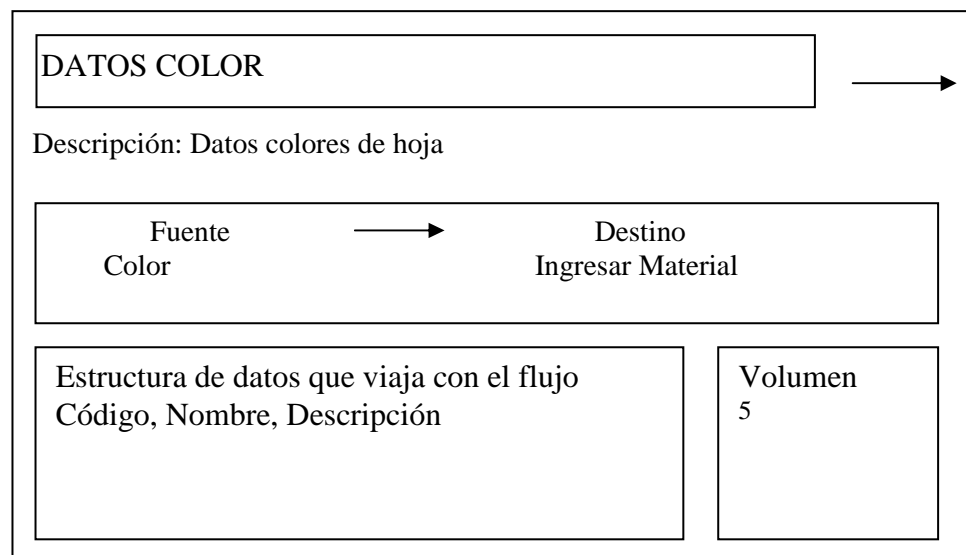 DATOS COLOR
Descripción: Datos colores de hoja
Fuente Destino
Color Ingresar Material
Estructura de datos que viaja con el flujo
Código, Nombre, Descripción
Volumen
5